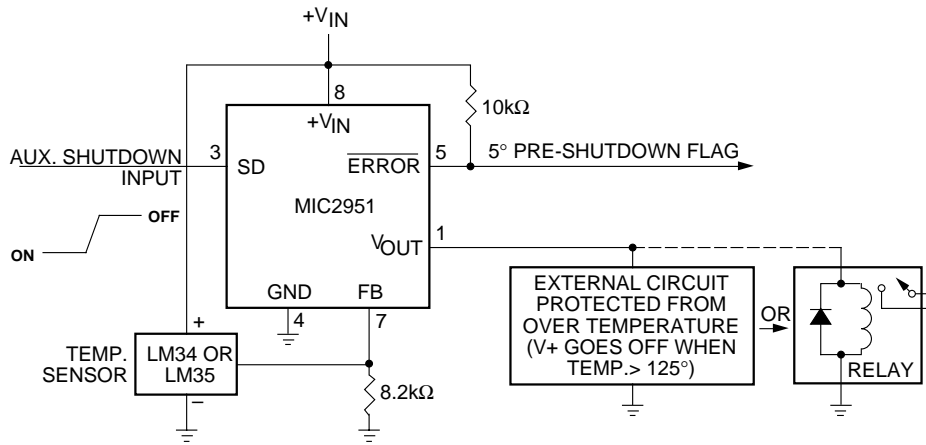 +VIN
8
+VIN
10kΩ
AUX. SHUTDOWN
INPUT
3
SD
ERROR
5
5° PRE-SHUTDOWN FLAG
MIC2951
OFF
ON
VOUT
1
GND
FB
4
7
EXTERNAL CIRCUIT
PROTECTED FROM
OVER TEMPERATURE
(V+ GOES OFF WHEN
TEMP.> 125°)
OR
RELAY
TEMP.
SENSOR
+
LM34 OR
LM35
–
8.2kΩ